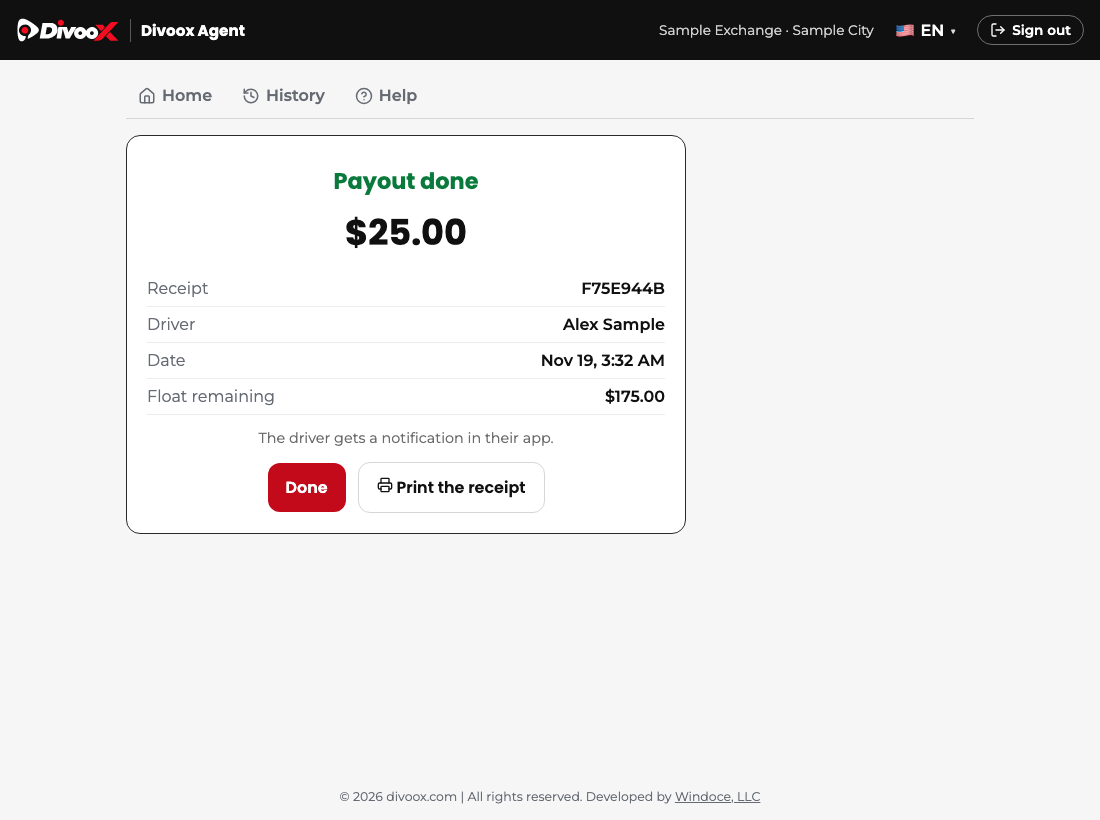 DivooX
Divoox Agent
Sample Exchange · Sample City
EN
Sign out
Home
History
Help
Payout done
$25.00
Receipt F75E944B
Driver Alex Sample
Date Nov 19, 3:32 AM
Float remaining $175.00
The driver gets a notification in their app.
Done
Print the receipt
© 2026 divoox.com | All rights reserved. Developed by Windoce, LLC